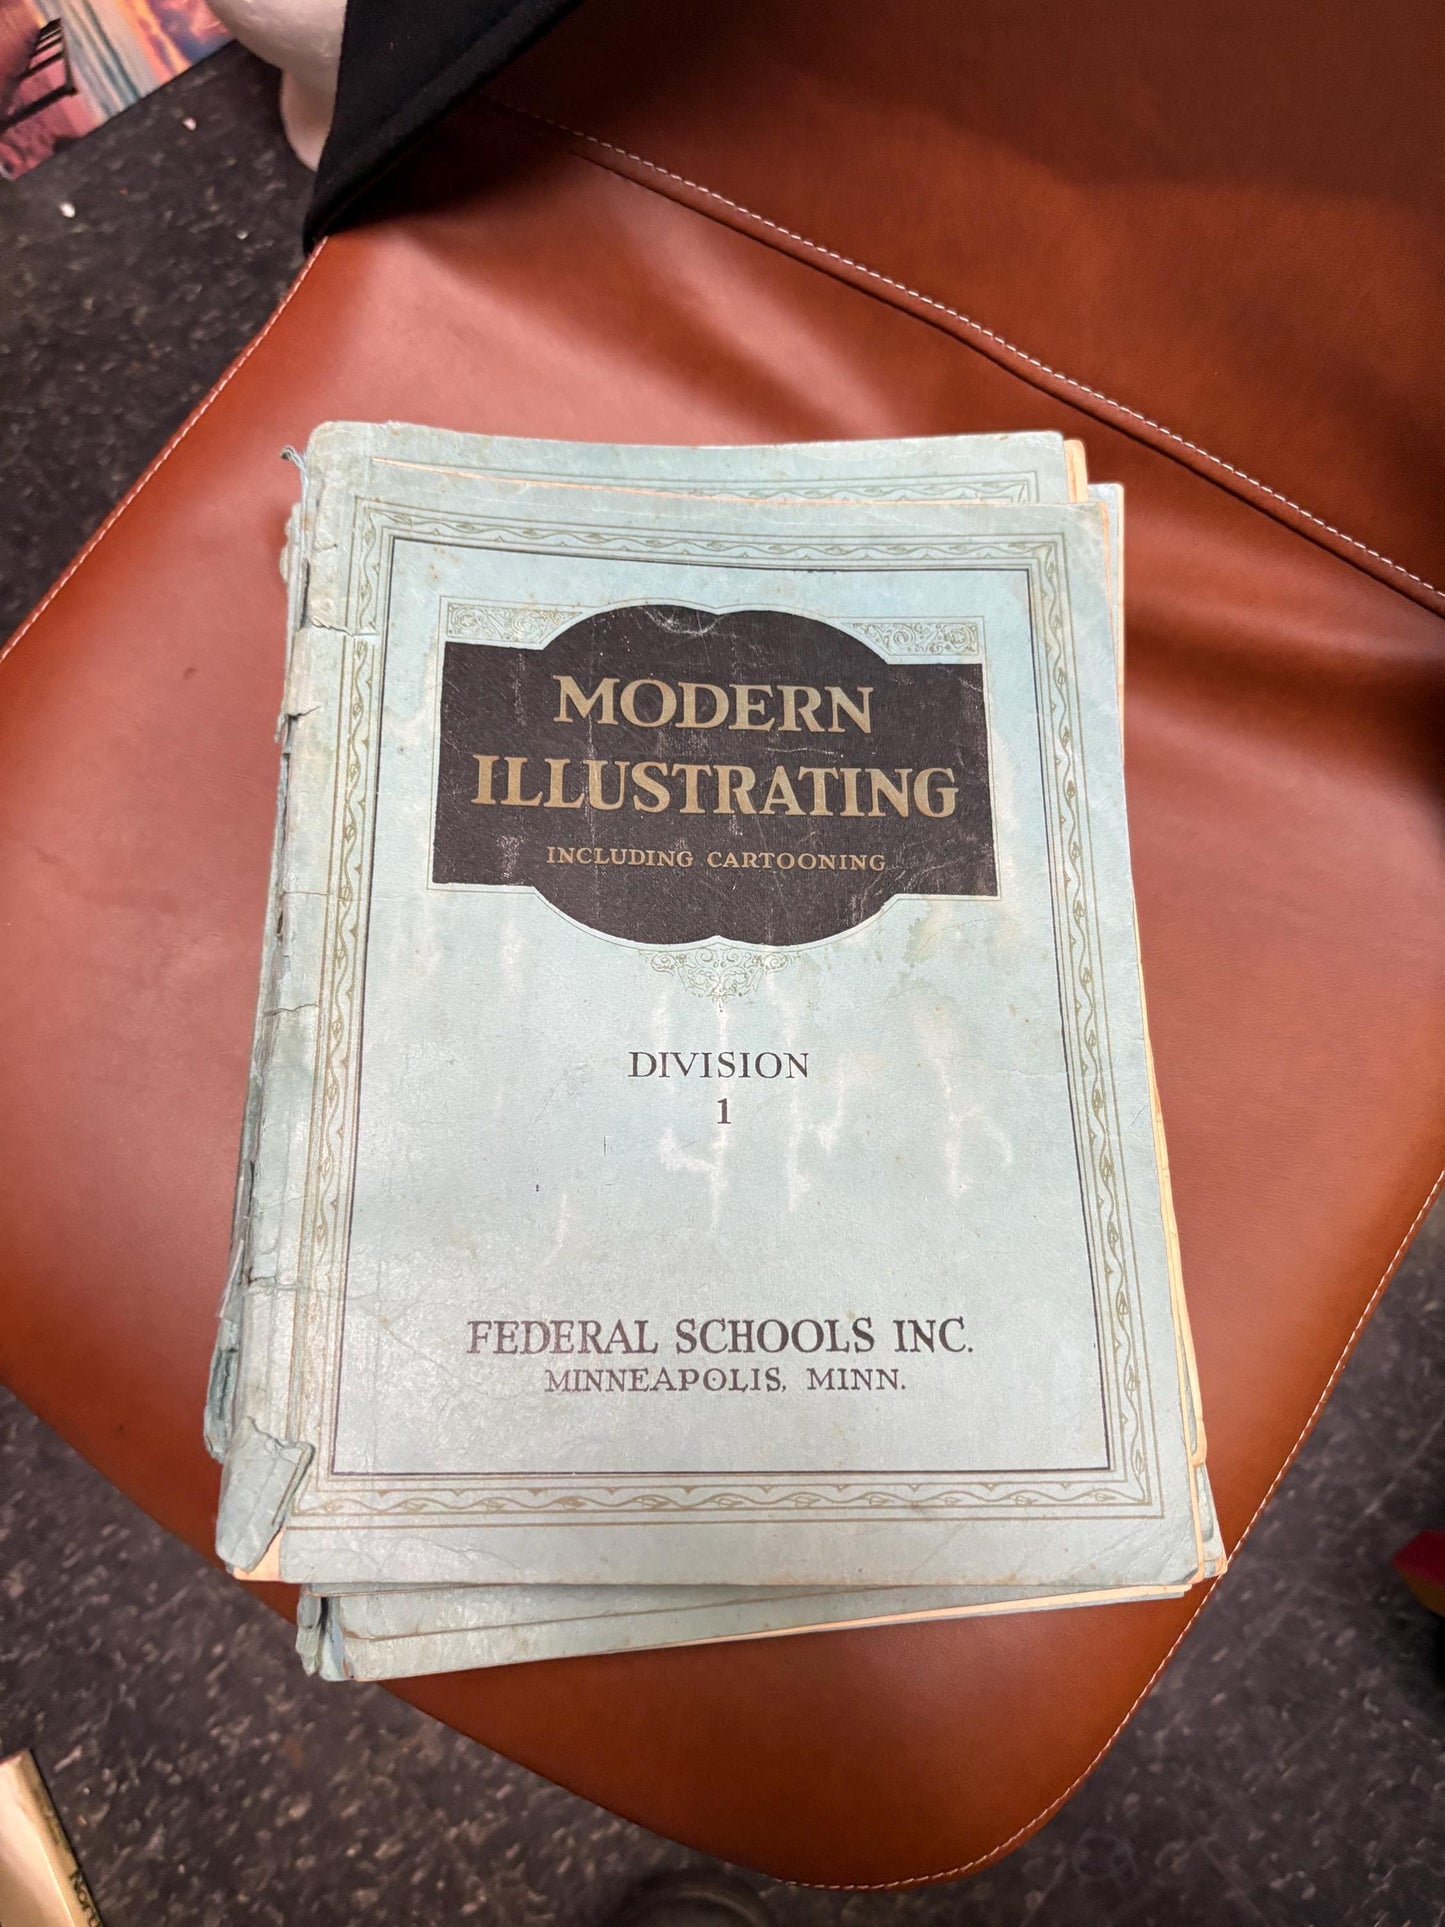 MODERN
ILLUSTRATING
INCLUDING CARTOONING
DIVISION
1
FEDERAL SCHOOLS INC.
MINNEAPOLIS, MINN.